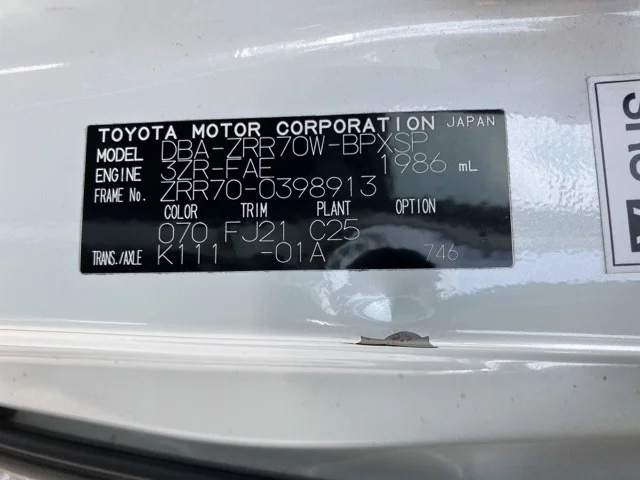 TOYOTA MOTOR CORPORATION JAPAN
MODEL DBA-ZRR70W-BPXSP
ENGINE 3ZR-FAE 1986 mL
FRAME No. ZRR70-0398913
COLOR TRIM PLANT OPTION
070 FJ21 C25
TRANS./AXLE K111 -01A 746